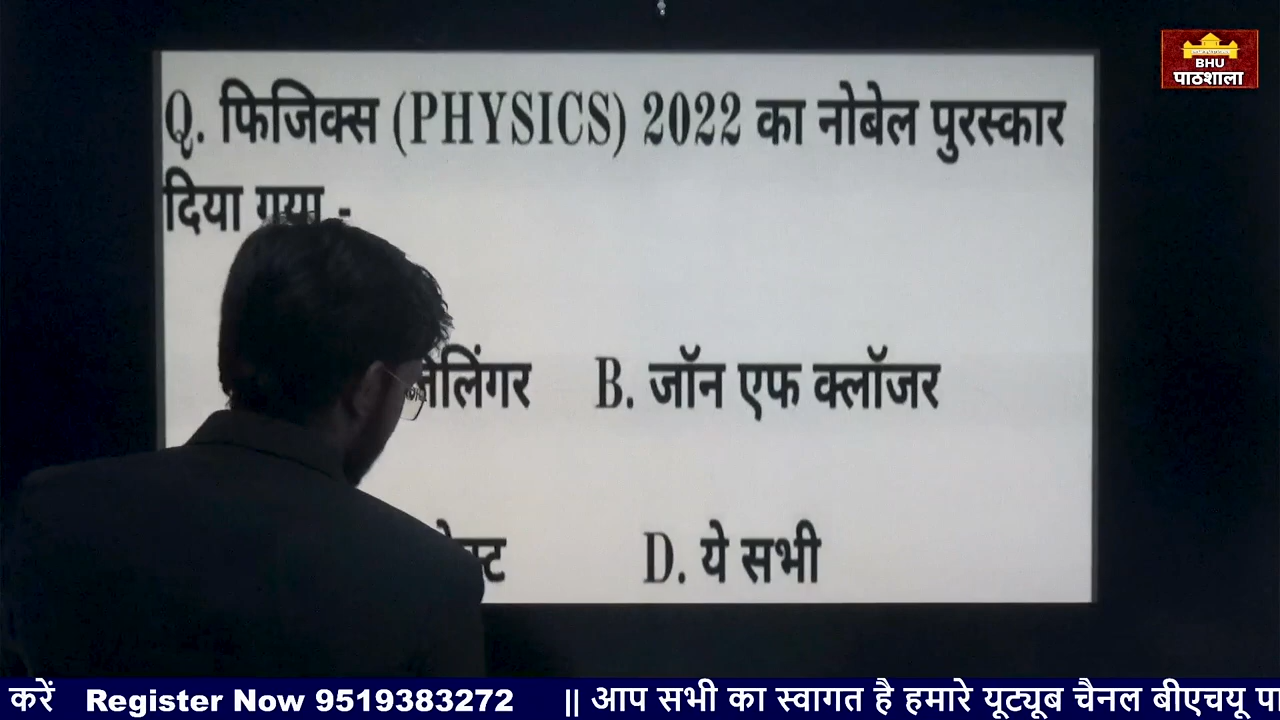 BHU
पाठशाला
Q. फिजिक्स (PHYSICS) 2022 का नोबेल पुरस्कार
दिया गया -
B. जॉन एफ क्लॉजर
D. ये सभी
करें Register Now 9519383272 || आप सभी का स्वागत है हमारे यूट्यूब चैनल बीएचयू